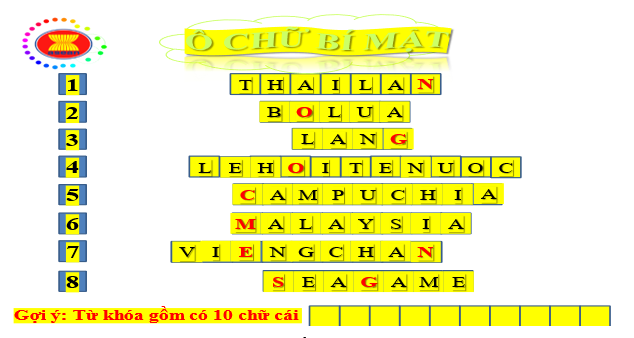 Ô CHỮ BÍ MẬT
1 THAILAN
2 BOLUA
3 LANG
4 LEHOITENUOC
5 CAMPUCHIA
6 MALAYSIA
7 VIENGCHAN
8 SEAGAME
Gợi ý: Từ khóa gồm có 10 chữ cái